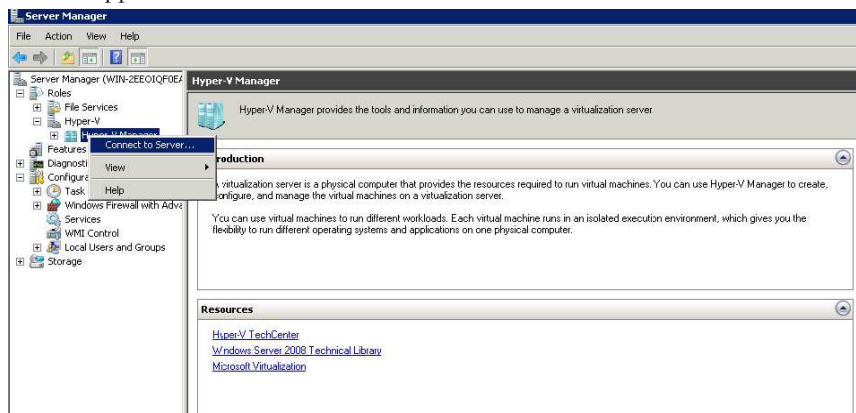 Server Manager
File Action View Help
Server Manager (WIN-2EEOIQF0E
Roles
File Services
Hyper-V
Hyper-V Manager
Features
Diagnosti
Configura
Task
Windows Firewall with Adva
Services
WMI Control
Local Users and Groups
Storage
Connect to Server...
View
Help
Hyper-V Manager
Hyper-V Manager provides the tools and information you can use to manage a virtualization server.
roduction
virtualization server is a physical computer that provides the resources required to run virtual machines. You can use Hyper-V Manager to create,
onfigure, and manage the virtual machines on a virtualization server.
You can use virtual machines to run different workloads. Each virtual machine runs in an isolated execution environment, which gives you the
flexibility to run different operating systems and applications on one physical computer.
Resources
Hyper-V TechCenter
Windows Server 2008 Technical Library
Microsoft Virtualization